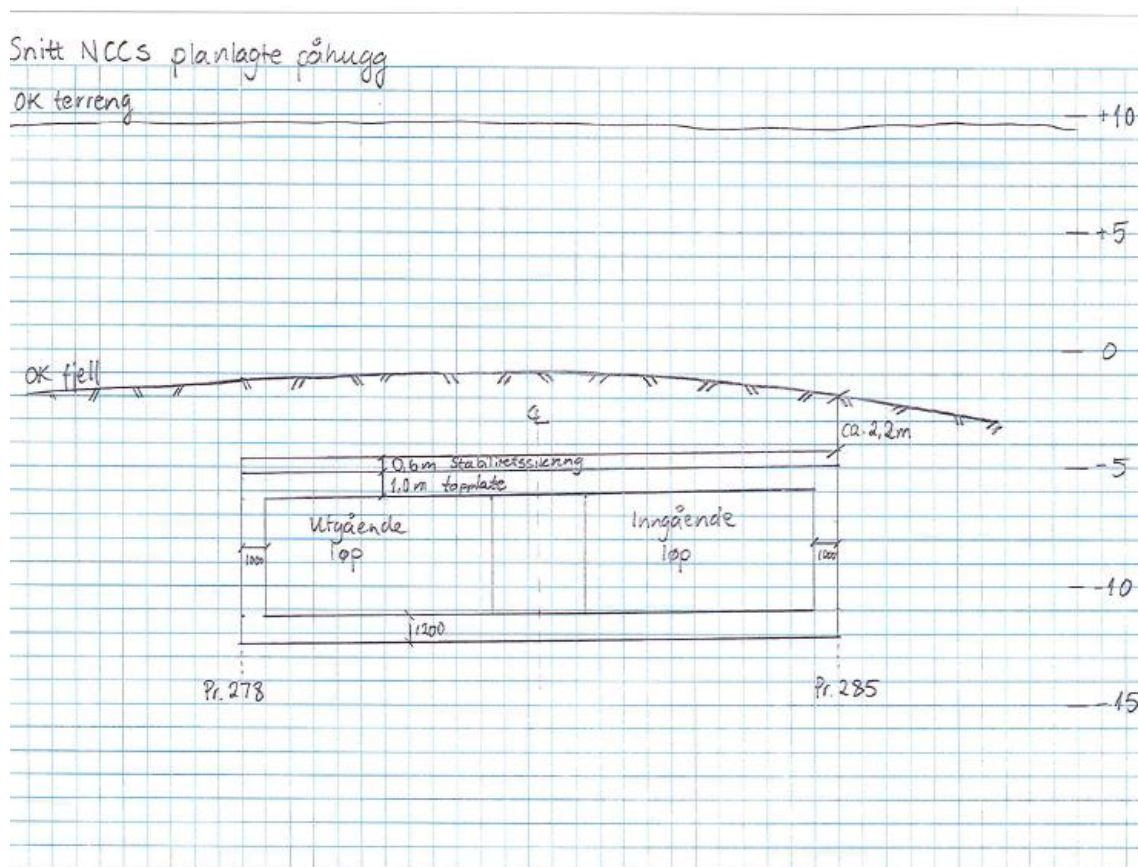 Snitt NCCs planlagte påhugg
OK terreng
+10
+5
0
OK fjell
℄
ca. 2,2m
0,6m Stabilitetssikring
-5
1,0m topplate
Utgående
løp
Inngående
løp
1000
1000
-10
1200
Pr. 278
Pr. 285
-15